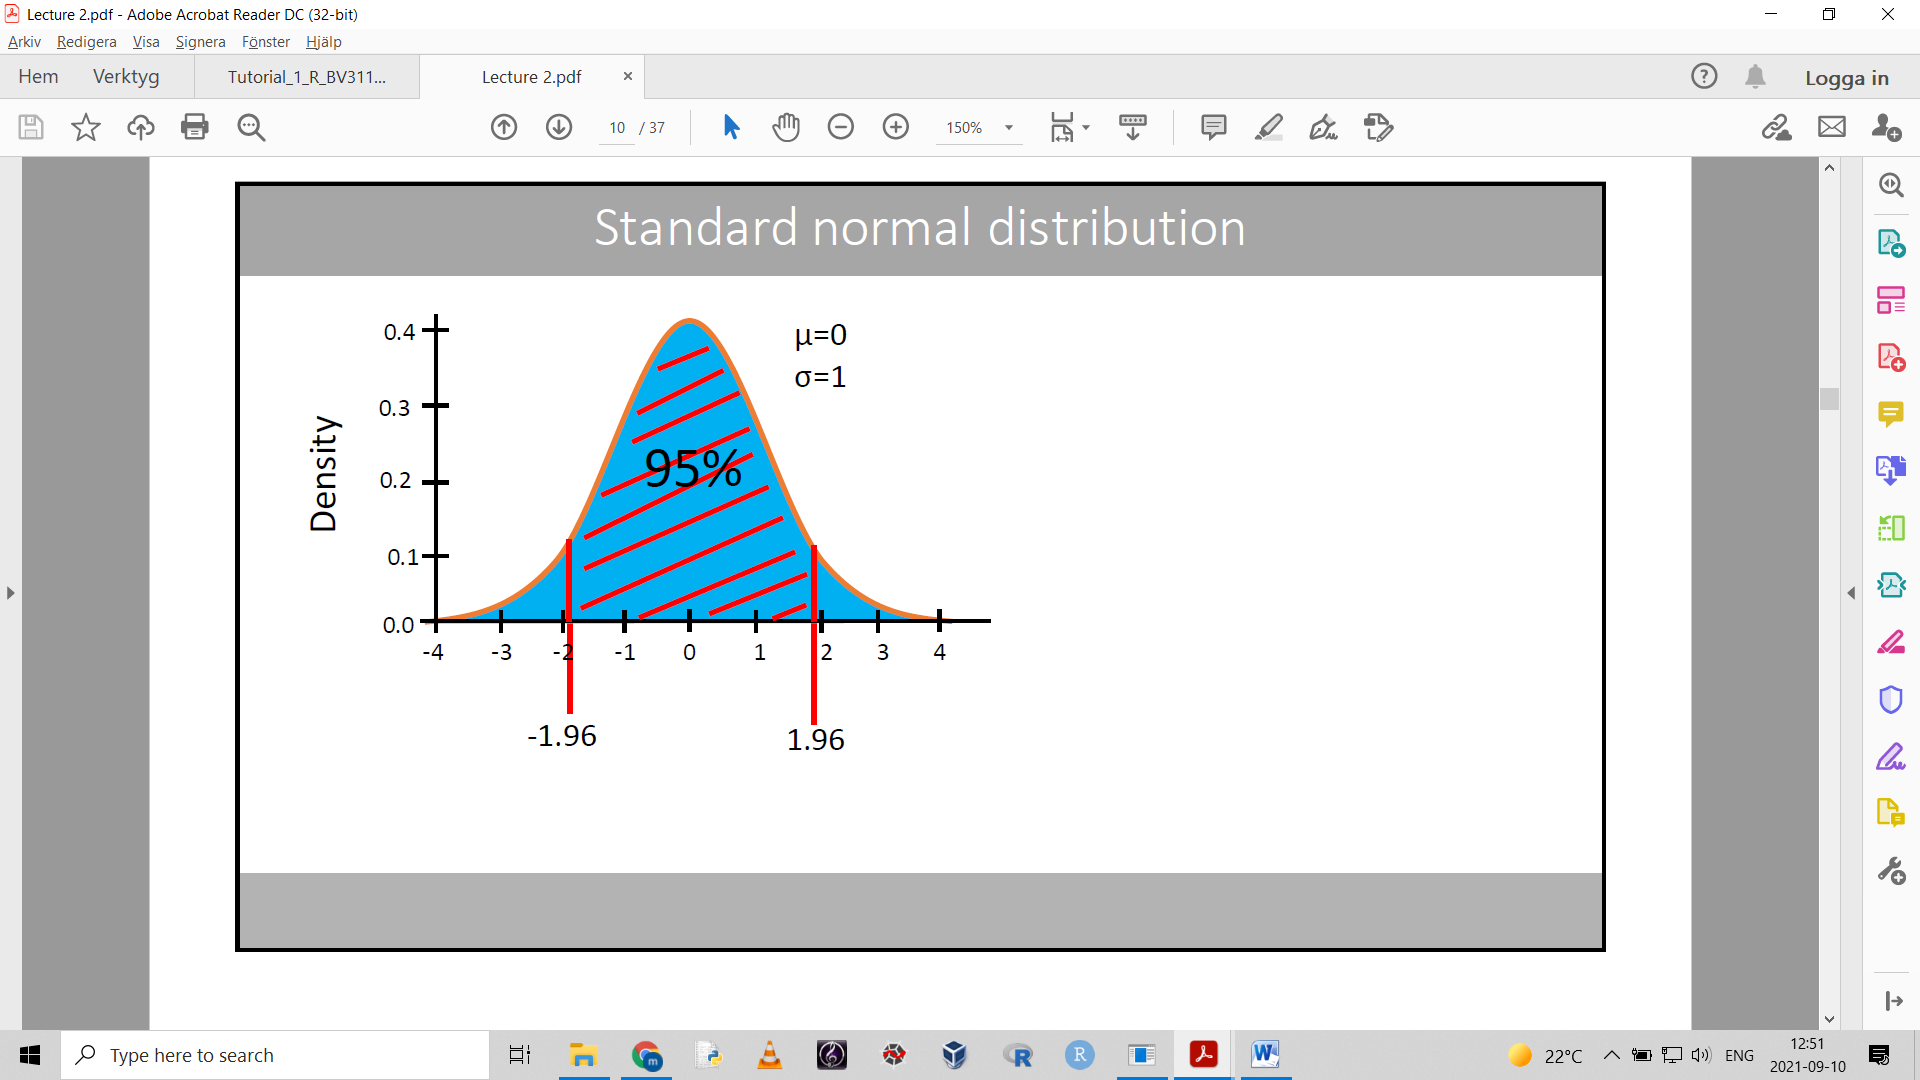 Lecture 2.pdf - Adobe Acrobat Reader DC (32-bit)
Arkiv Redigera Visa Signera Fönster Hjälp
Hem Verktyg Tutorial_1_R_BV311... Lecture 2.pdf × Logga in
10 / 37 150%
Standard normal distribution
μ=0
σ=1
Density
0.4
0.3
0.2
0.1
0.0
95%
-4 -3 -2 -1 0 1 2 3 4
-1.96 1.96
Type here to search
22°C ENG 12:51
2021-09-10